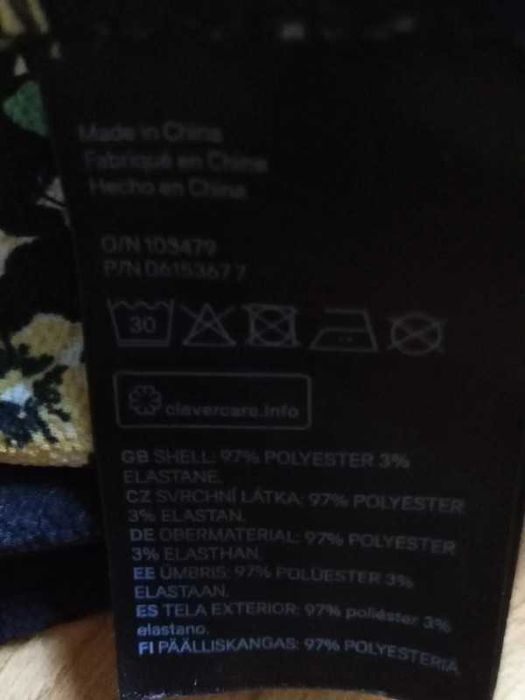 Made in China
Fabriqué en Chine
Hecho en China
O/N 103479
P/N D6153677
30
clevercare.info
GB SHELL: 97% POLYESTER 3%
ELASTANE.
CZ SVRCHNÍ LÁTKA: 97% POLYESTER
3% ELASTAN.
DE OBERMATERIAL: 97% POLYESTER
3% ELASTHAN.
EE ÜMBRIS: 97% POLÜESTER 3%
ELASTAAN.
ES TELA EXTERIOR: 97% poliéster 3%
elastano.
FI PÄÄLLISKANGAS: 97% POLYESTERIA